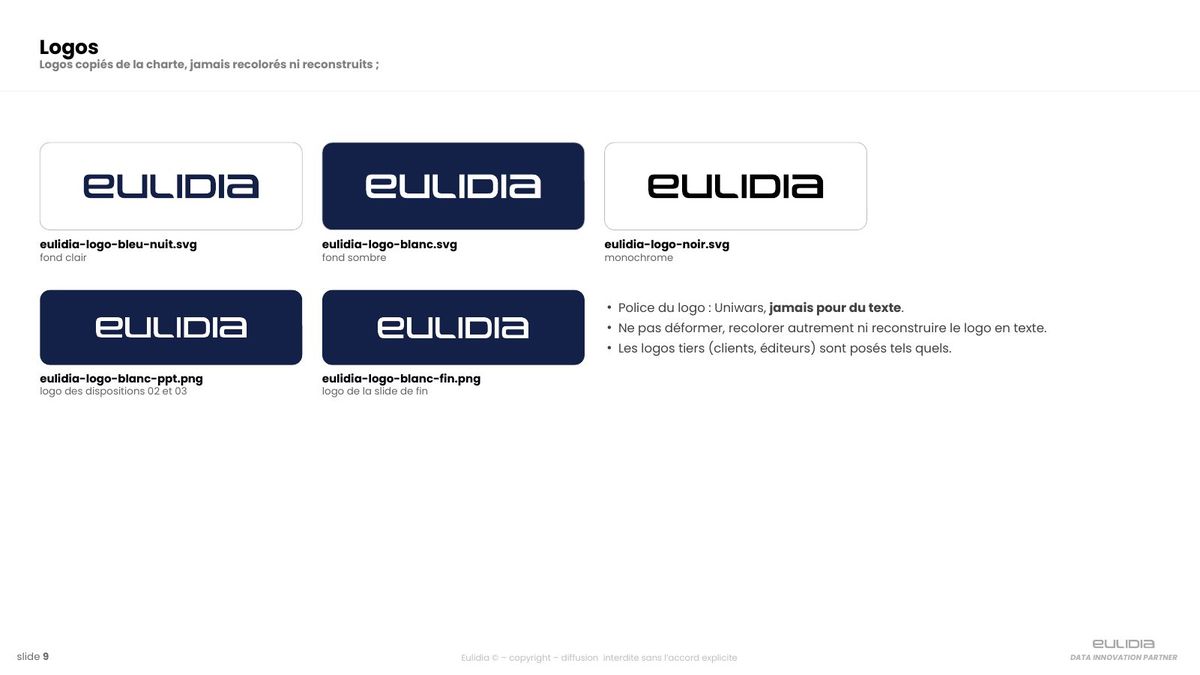 Logos
Logos copiés de la charte, jamais recolorés ni reconstruits ;
eulidia
eulidia
eulidia
eulidia-logo-bleu-nuit.svg
fond clair
eulidia-logo-blanc.svg
fond sombre
eulidia-logo-noir.svg
monochrome
eulidia
eulidia
• Police du logo : Uniwars, jamais pour du texte.
• Ne pas déformer, recolorer autrement ni reconstruire le logo en texte.
• Les logos tiers (clients, éditeurs) sont posés tels quels.
eulidia-logo-blanc-ppt.png
logo des dispositions 02 et 03
eulidia-logo-blanc-fin.png
logo de la slide de fin
slide 9
Eulidia © – copyright – diffusion  interdite sans l'accord explicite
eulidia
DATA INNOVATION PARTNER